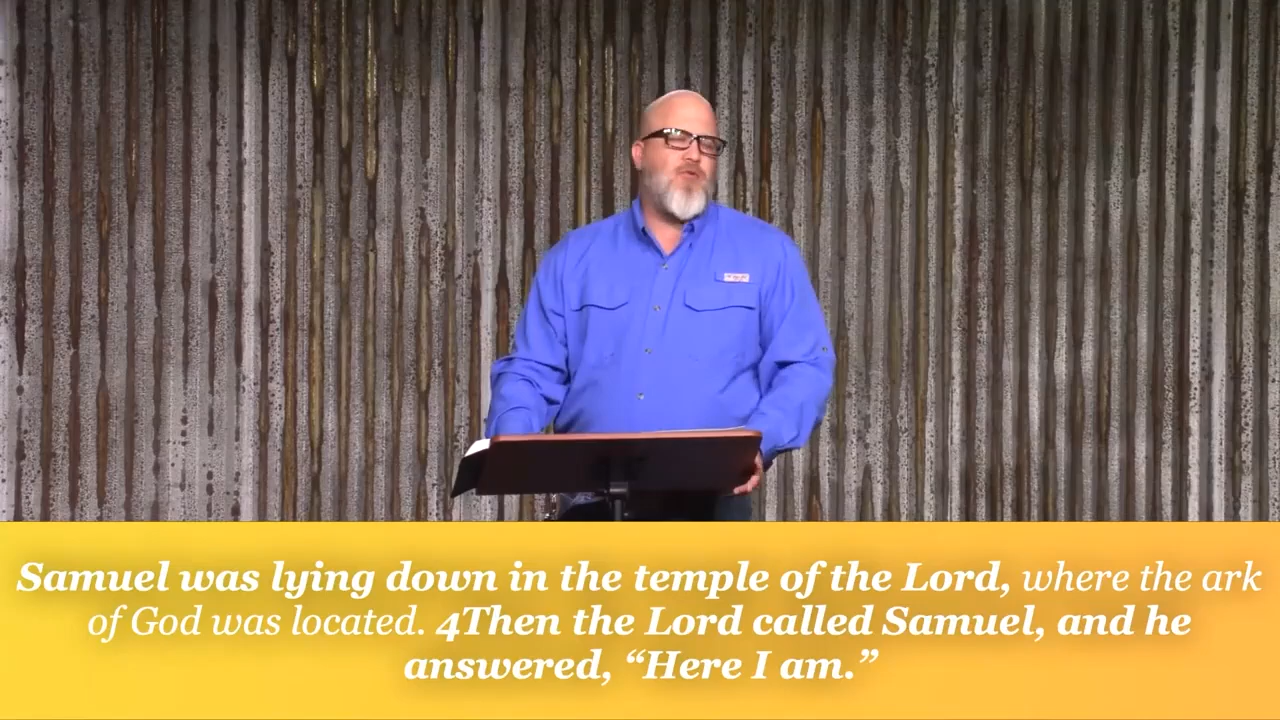 Samuel was lying down in the temple of the Lord, where the ark
of God was located. 4Then the Lord called Samuel, and he
answered, “Here I am.”